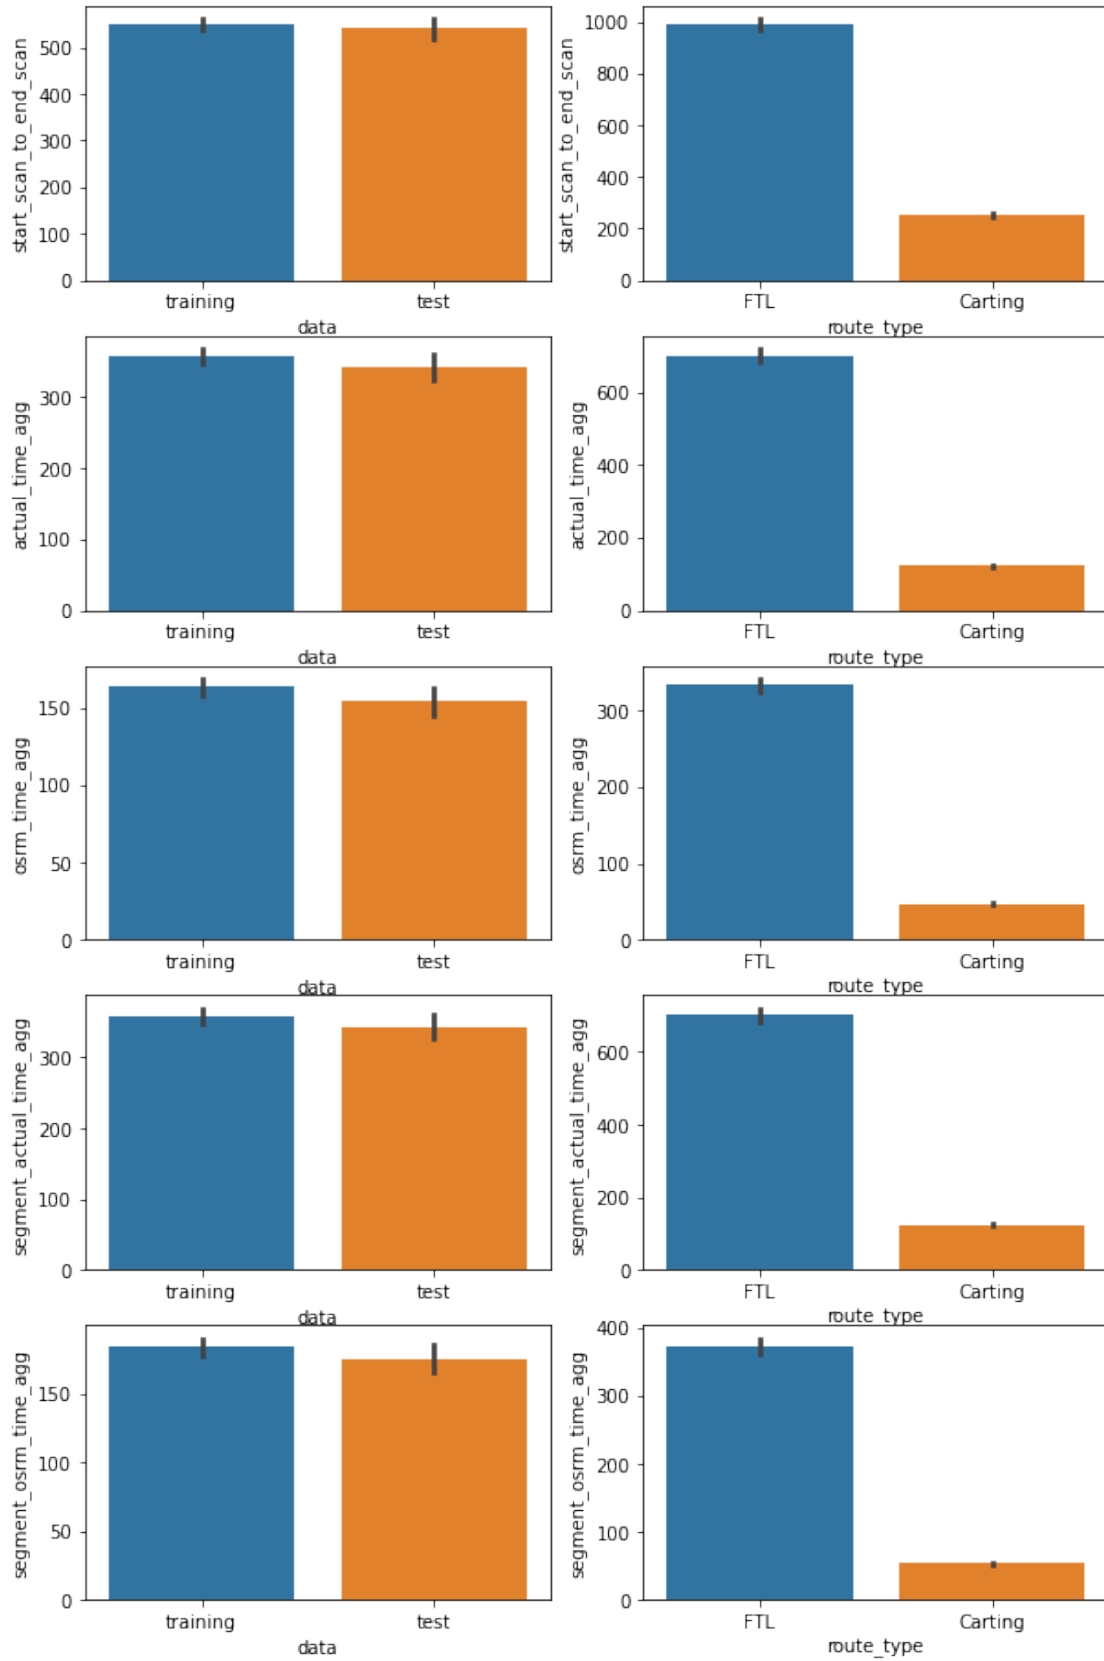 start_scan_to_end_scan
500
400
300
200
100
0
training
test
data
start_scan_to_end_scan
1000
800
600
400
200
0
FTL
Carting
route_type
actual_time_agg
300
200
100
0
training
test
data
actual_time_agg
600
400
200
0
FTL
Carting
route_type
osrm_time_agg
150
100
50
0
training
test
data
osrm_time_agg
300
200
100
0
FTL
Carting
route_type
segment_actual_time_agg
300
200
100
0
training
test
data
segment_actual_time_agg
600
400
200
0
FTL
Carting
route_type
segment_osrm_time_agg
150
100
50
0
training
test
data
segment_osrm_time_agg
400
300
200
100
0
FTL
Carting
route_type